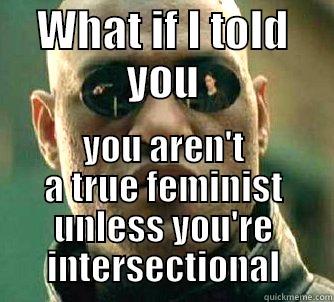 What if I told
you
you aren't
a true feminist
unless you're
intersectional
quickmeme.com